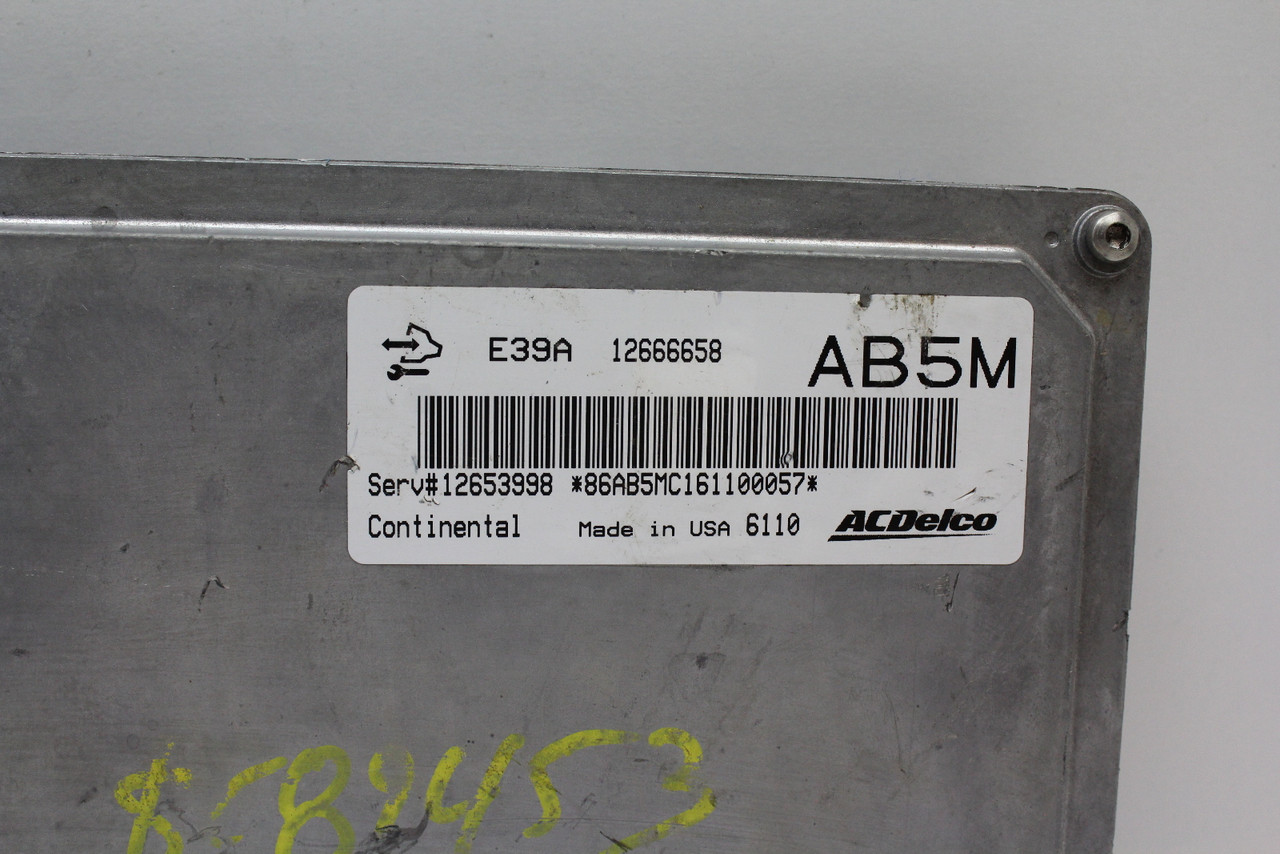 E39A 12666658 AB5M
Serv#12653998 *86AB5MC161100057*
Continental Made in USA 6110 ACDelco